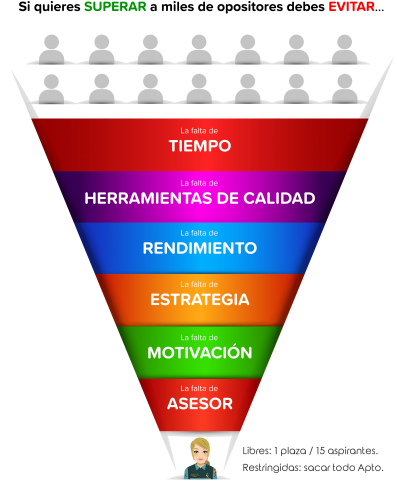 Si quieres SUPERAR a miles de opositores debes EVITAR...
La falta de
TIEMPO
La falta de
HERRAMIENTAS DE CALIDAD
La falta de
RENDIMIENTO
La falta de
ESTRATEGIA
La falta de
MOTIVACIÓN
La falta de
ASESOR
Libres: 1 plaza / 15 aspirantes.
Restringidas: sacar todo Apto.